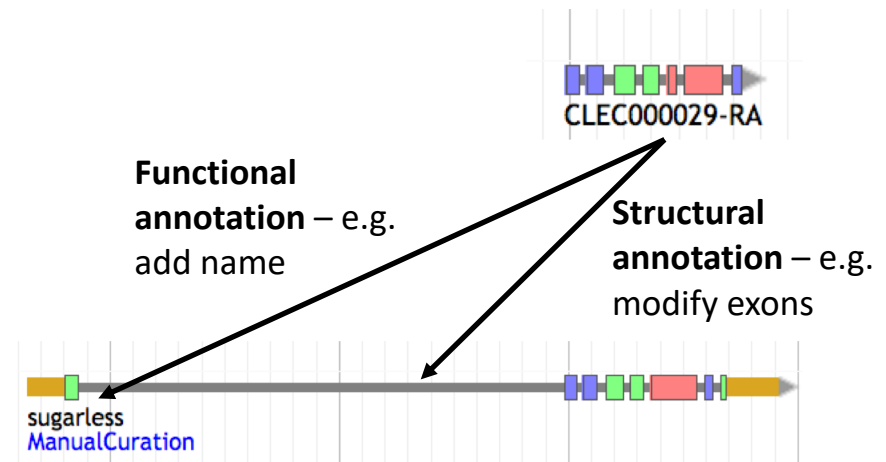 CLEC000029-RA
Functional
annotation – e.g.
add name
Structural
annotation – e.g.
modify exons
sugarless
ManualCuration